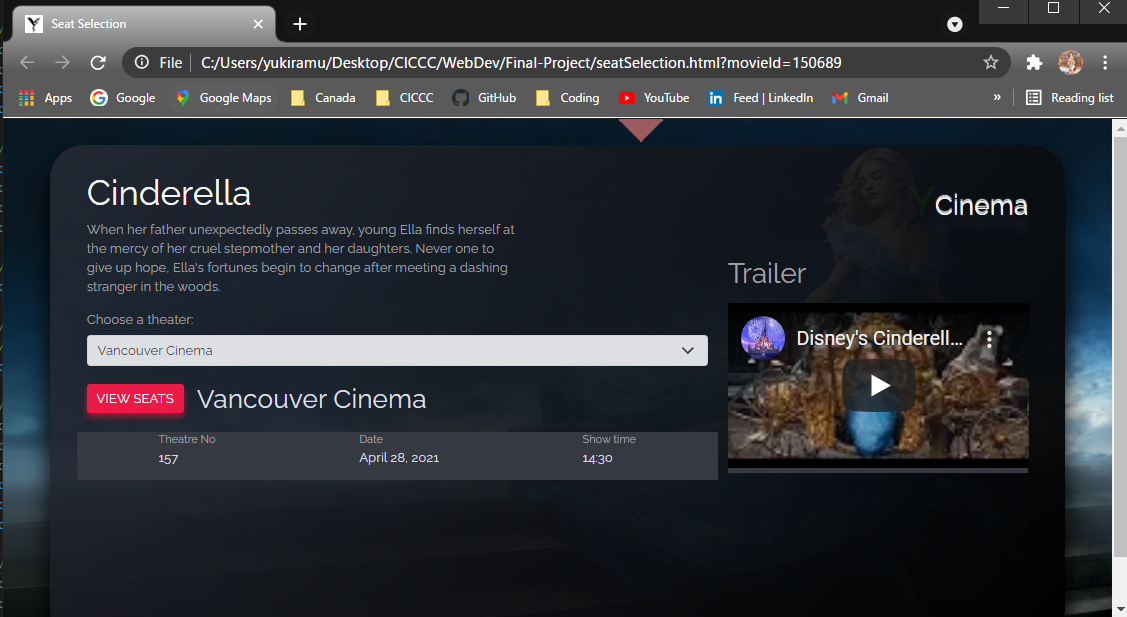 Seat Selection
File
C:/Users/yukiramu/Desktop/CICCC/WebDev/Final-Project/seatSelection.html?movieId=150689
Apps
Google
Google Maps
Canada
CICCC
GitHub
Coding
YouTube
Feed | LinkedIn
Gmail
»
Reading list
Cinderella
Cinema
When her father unexpectedly passes away, young Ella finds herself at
the mercy of her cruel stepmother and her daughters. Never one to
give up hope, Ella's fortunes begin to change after meeting a dashing
stranger in the woods.
Trailer
Choose a theater:
Vancouver Cinema
Disney's Cinderell...
VIEW SEATS
Vancouver Cinema
Theatre No
Date
Show time
157
April 28, 2021
14:30